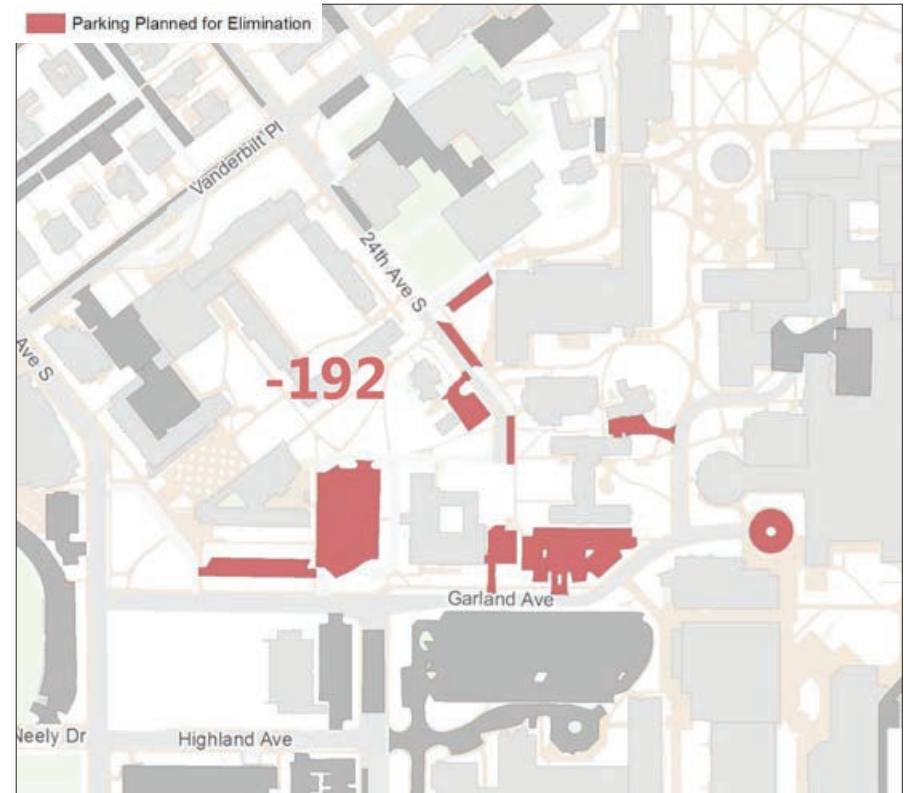 Parking Planned for Elimination
Vanderbilt Pl
24th Ave S
Ave S
-192
Garland Ave
Neely Dr
Highland Ave